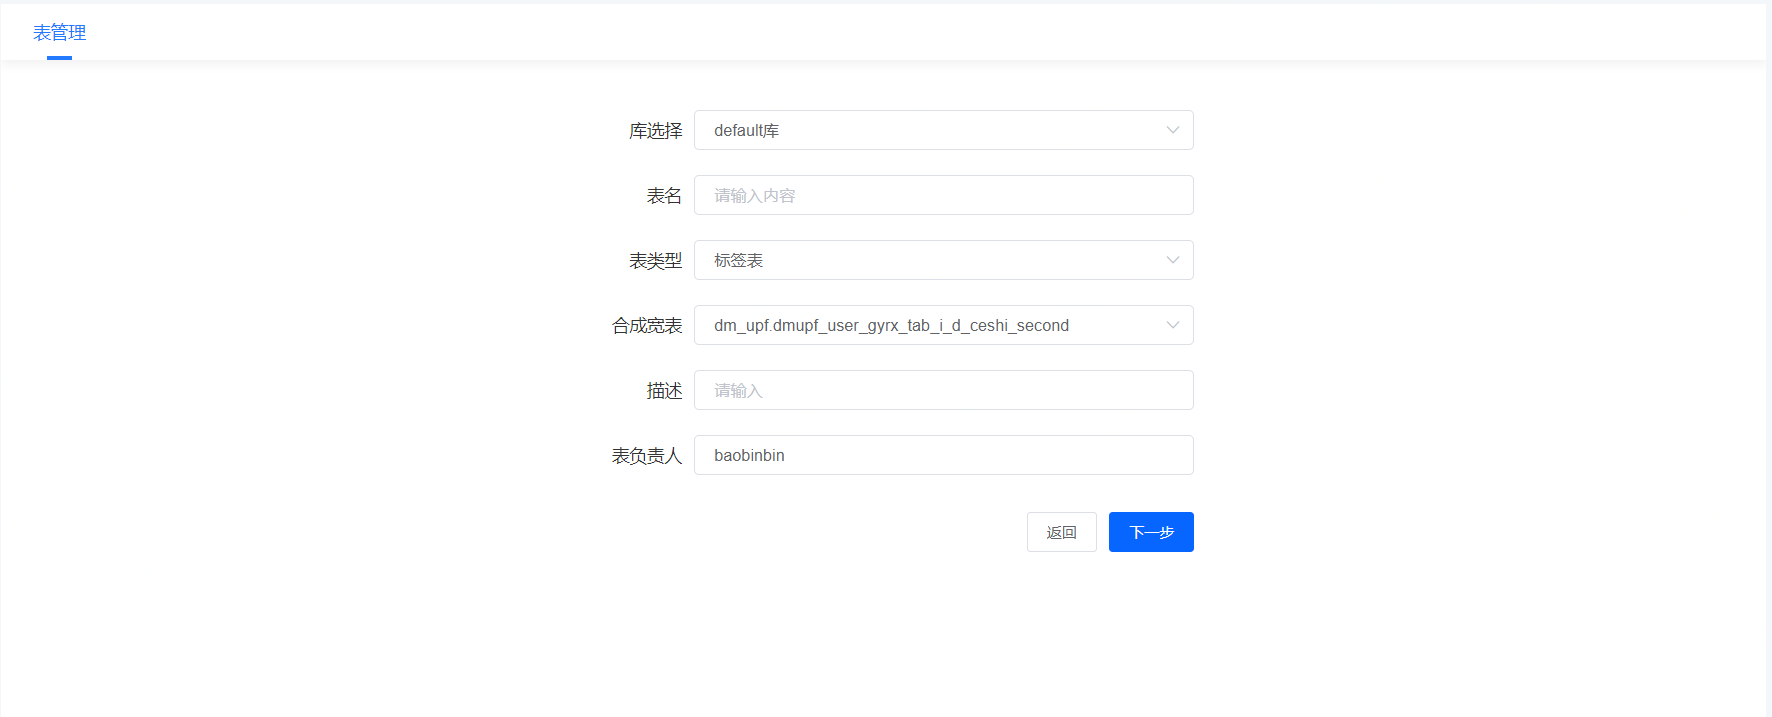 表管理
库选择 default库
表名 请输入内容
表类型 标签表
合成宽表 dm_upf.dmupf_user_gyrx_tab_i_d_ceshi_second
描述 请输入
表负责人 baobinbin
返回 下一步